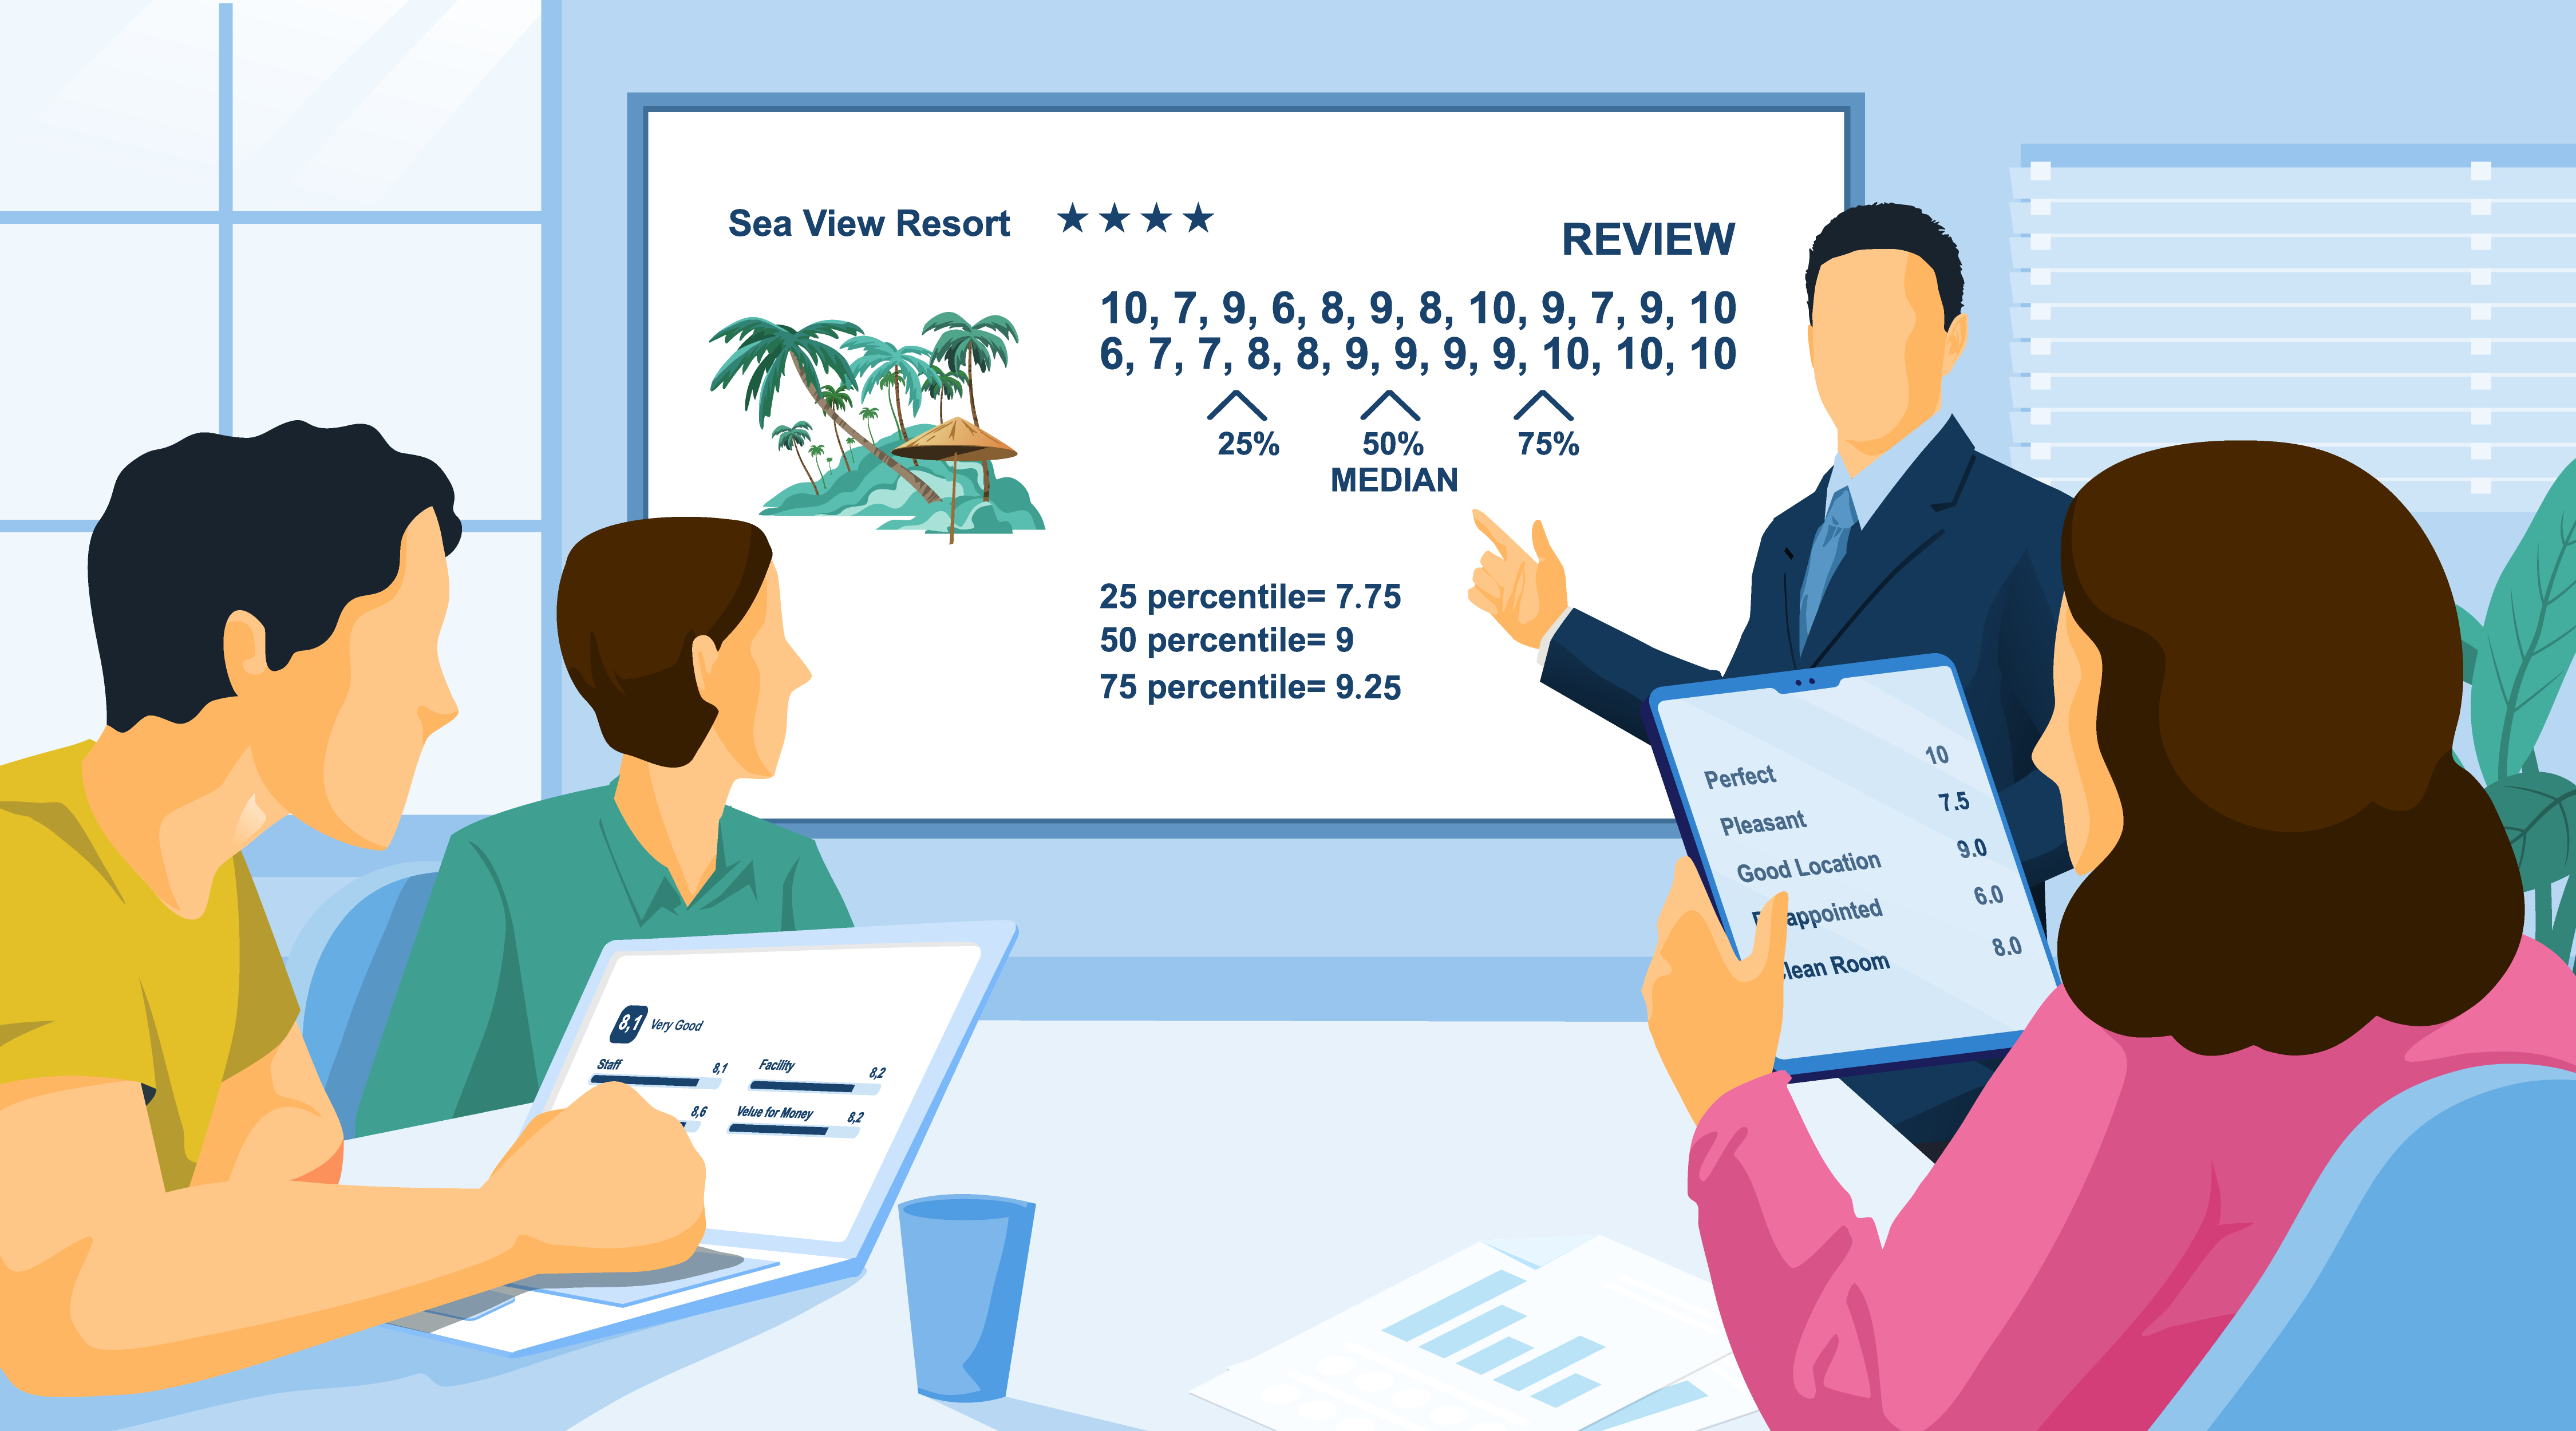 Sea View Resort ★★★★
REVIEW
10, 7, 9, 6, 8, 9, 8, 10, 9, 7, 9, 10
6, 7, 7, 8, 8, 9, 9, 9, 9, 10, 10, 10
25% 50% 75%
MEDIAN
25 percentile= 7.75
50 percentile= 9
75 percentile= 9.25
Perfect 10
Pleasant 7.5
Good Location 9.0
appointed 6.0
lean Room 8.0
8,1 Very Good
Staff 8,1 Facility 8,2
8,6 Velue for Money 8,2